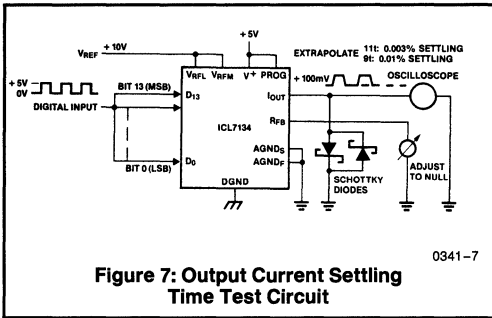 + 5V
VREF + 10V
EXTRAPOLATE 11t: 0.003% SETTLING
9t: 0.01% SETTLING
VRFL VRFM V+ PROG
+ 100mV
OSCILLOSCOPE
+ 5V
0V
BIT 13 (MSB)
D13
IOUT
DIGITAL INPUT
RFB
ICL7134
AGNDS
AGNDF
D0
BIT 0 (LSB)
DGND
SCHOTTKY
DIODES
ADJUST
TO NULL
0341–7
Figure 7: Output Current Settling
Time Test Circuit